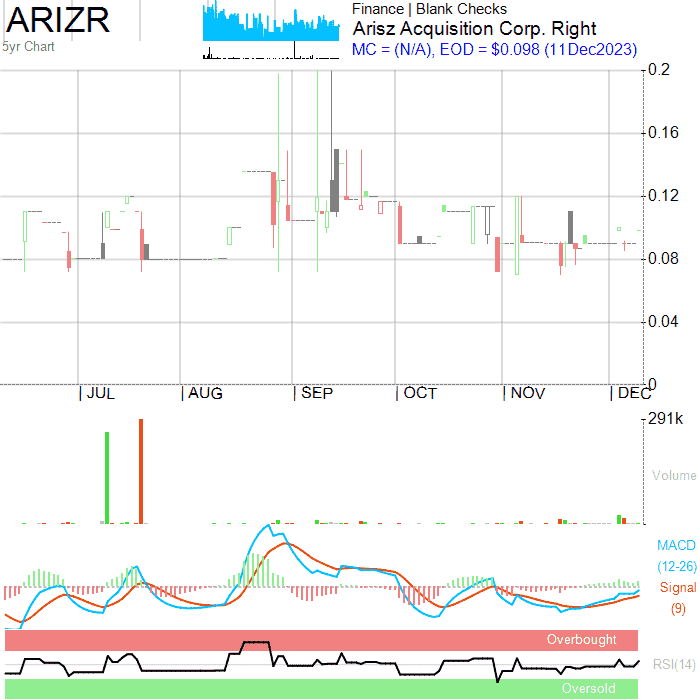 ARIZR
5yr Chart
Finance | Blank Checks
Arisz Acquisition Corp. Right
MC = (N/A), EOD = $0.098 (11Dec2023)
0.2
0.16
0.12
0.08
0.04
0
| JUL | AUG | SEP | OCT | NOV | DEC
291k
Volume
MACD
(12-26)
Signal
(9)
Overbought
RSI(14)
Oversold